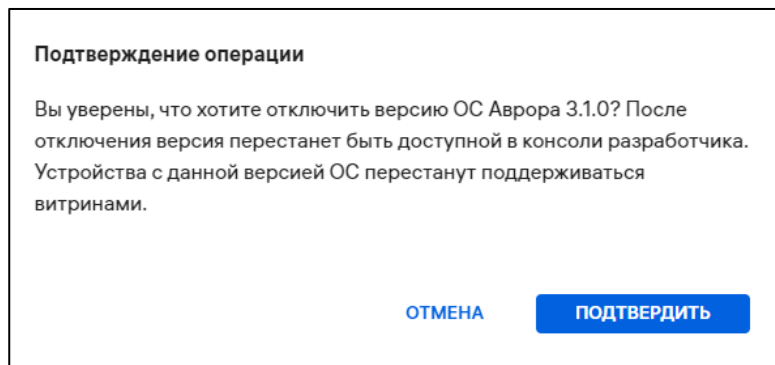 Подтверждение операции
Вы уверены, что хотите отключить версию ОС Аврора 3.1.0? После
отключения версия перестанет быть доступной в консоли разработчика.
Устройства с данной версией ОС перестанут поддерживаться
витринами.
ОТМЕНА ПОДТВЕРДИТЬ